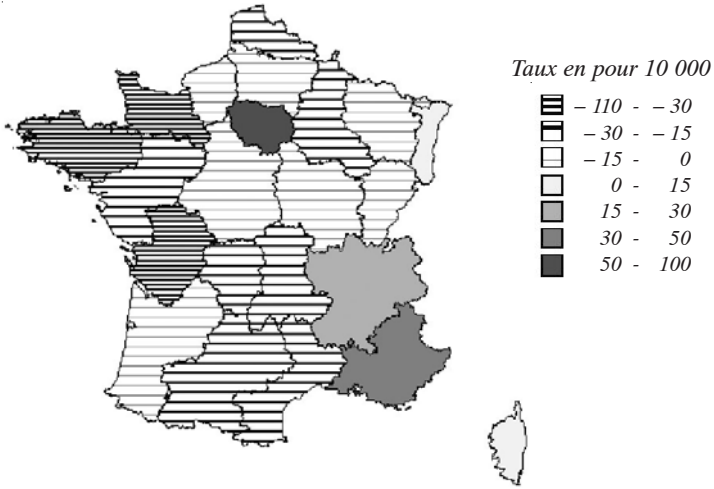 Taux en pour 10 000
– 110 - – 30
– 30 - – 15
– 15 - 0
0 - 15
15 - 30
30 - 50
50 - 100